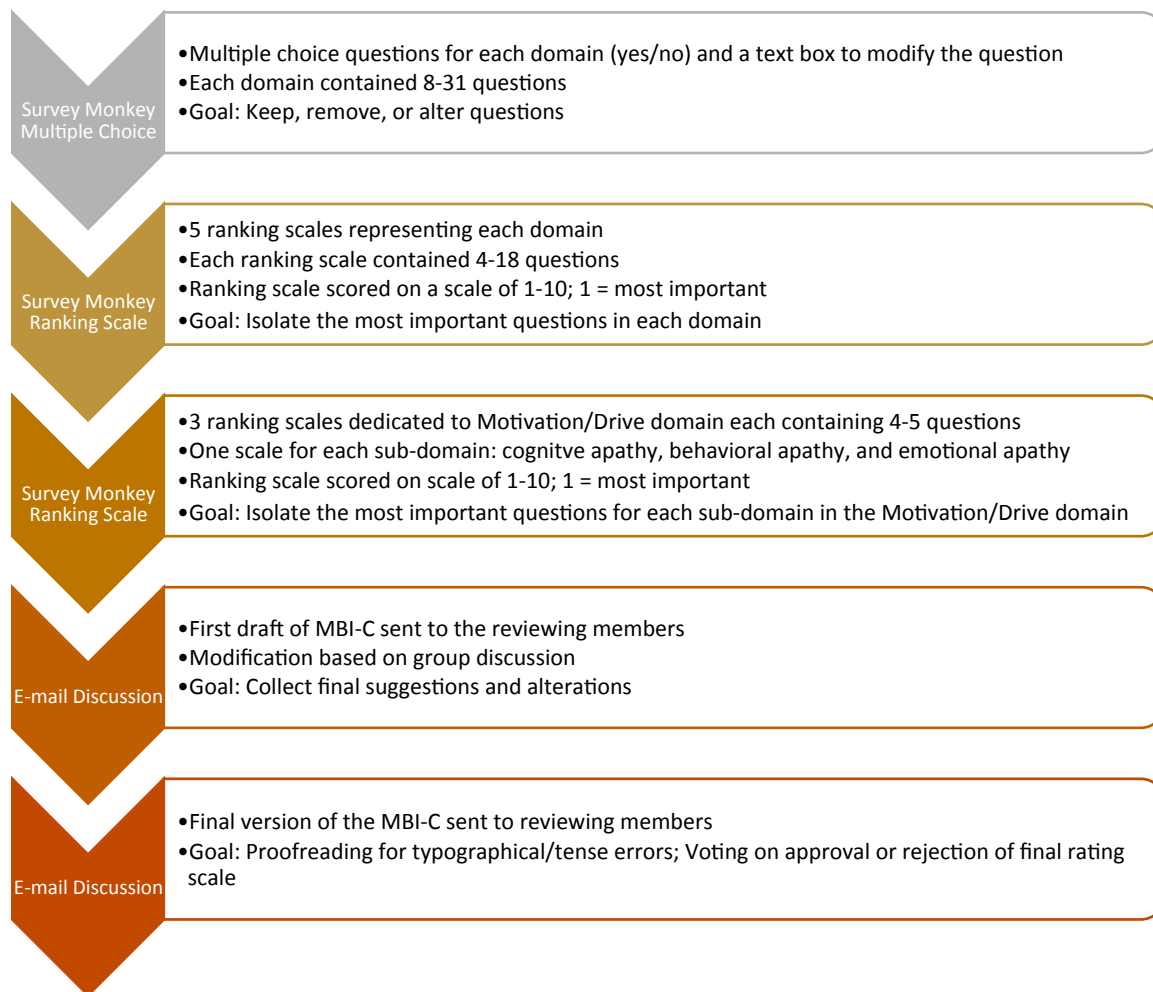 Survey Monkey
Multiple Choice
•Multiple choice questions for each domain (yes/no) and a text box to modify the question
•Each domain contained 8-31 questions
•Goal: Keep, remove, or alter questions
Survey Monkey
Ranking Scale
•5 ranking scales representing each domain
•Each ranking scale contained 4-18 questions
•Ranking scale scored on a scale of 1-10; 1 = most important
•Goal: Isolate the most important questions in each domain
Survey Monkey
Ranking Scale
•3 ranking scales dedicated to Motivation/Drive domain each containing 4-5 questions
•One scale for each sub-domain: cognitve apathy, behavioral apathy, and emotional apathy
•Ranking scale scored on scale of 1-10; 1 = most important
•Goal: Isolate the most important questions for each sub-domain in the Motivation/Drive domain
E-mail Discussion
•First draft of MBI-C sent to the reviewing members
•Modification based on group discussion
•Goal: Collect final suggestions and alterations
E-mail Discussion
•Final version of the MBI-C sent to reviewing members
•Goal: Proofreading for typographical/tense errors; Voting on approval or rejection of final rating
scale